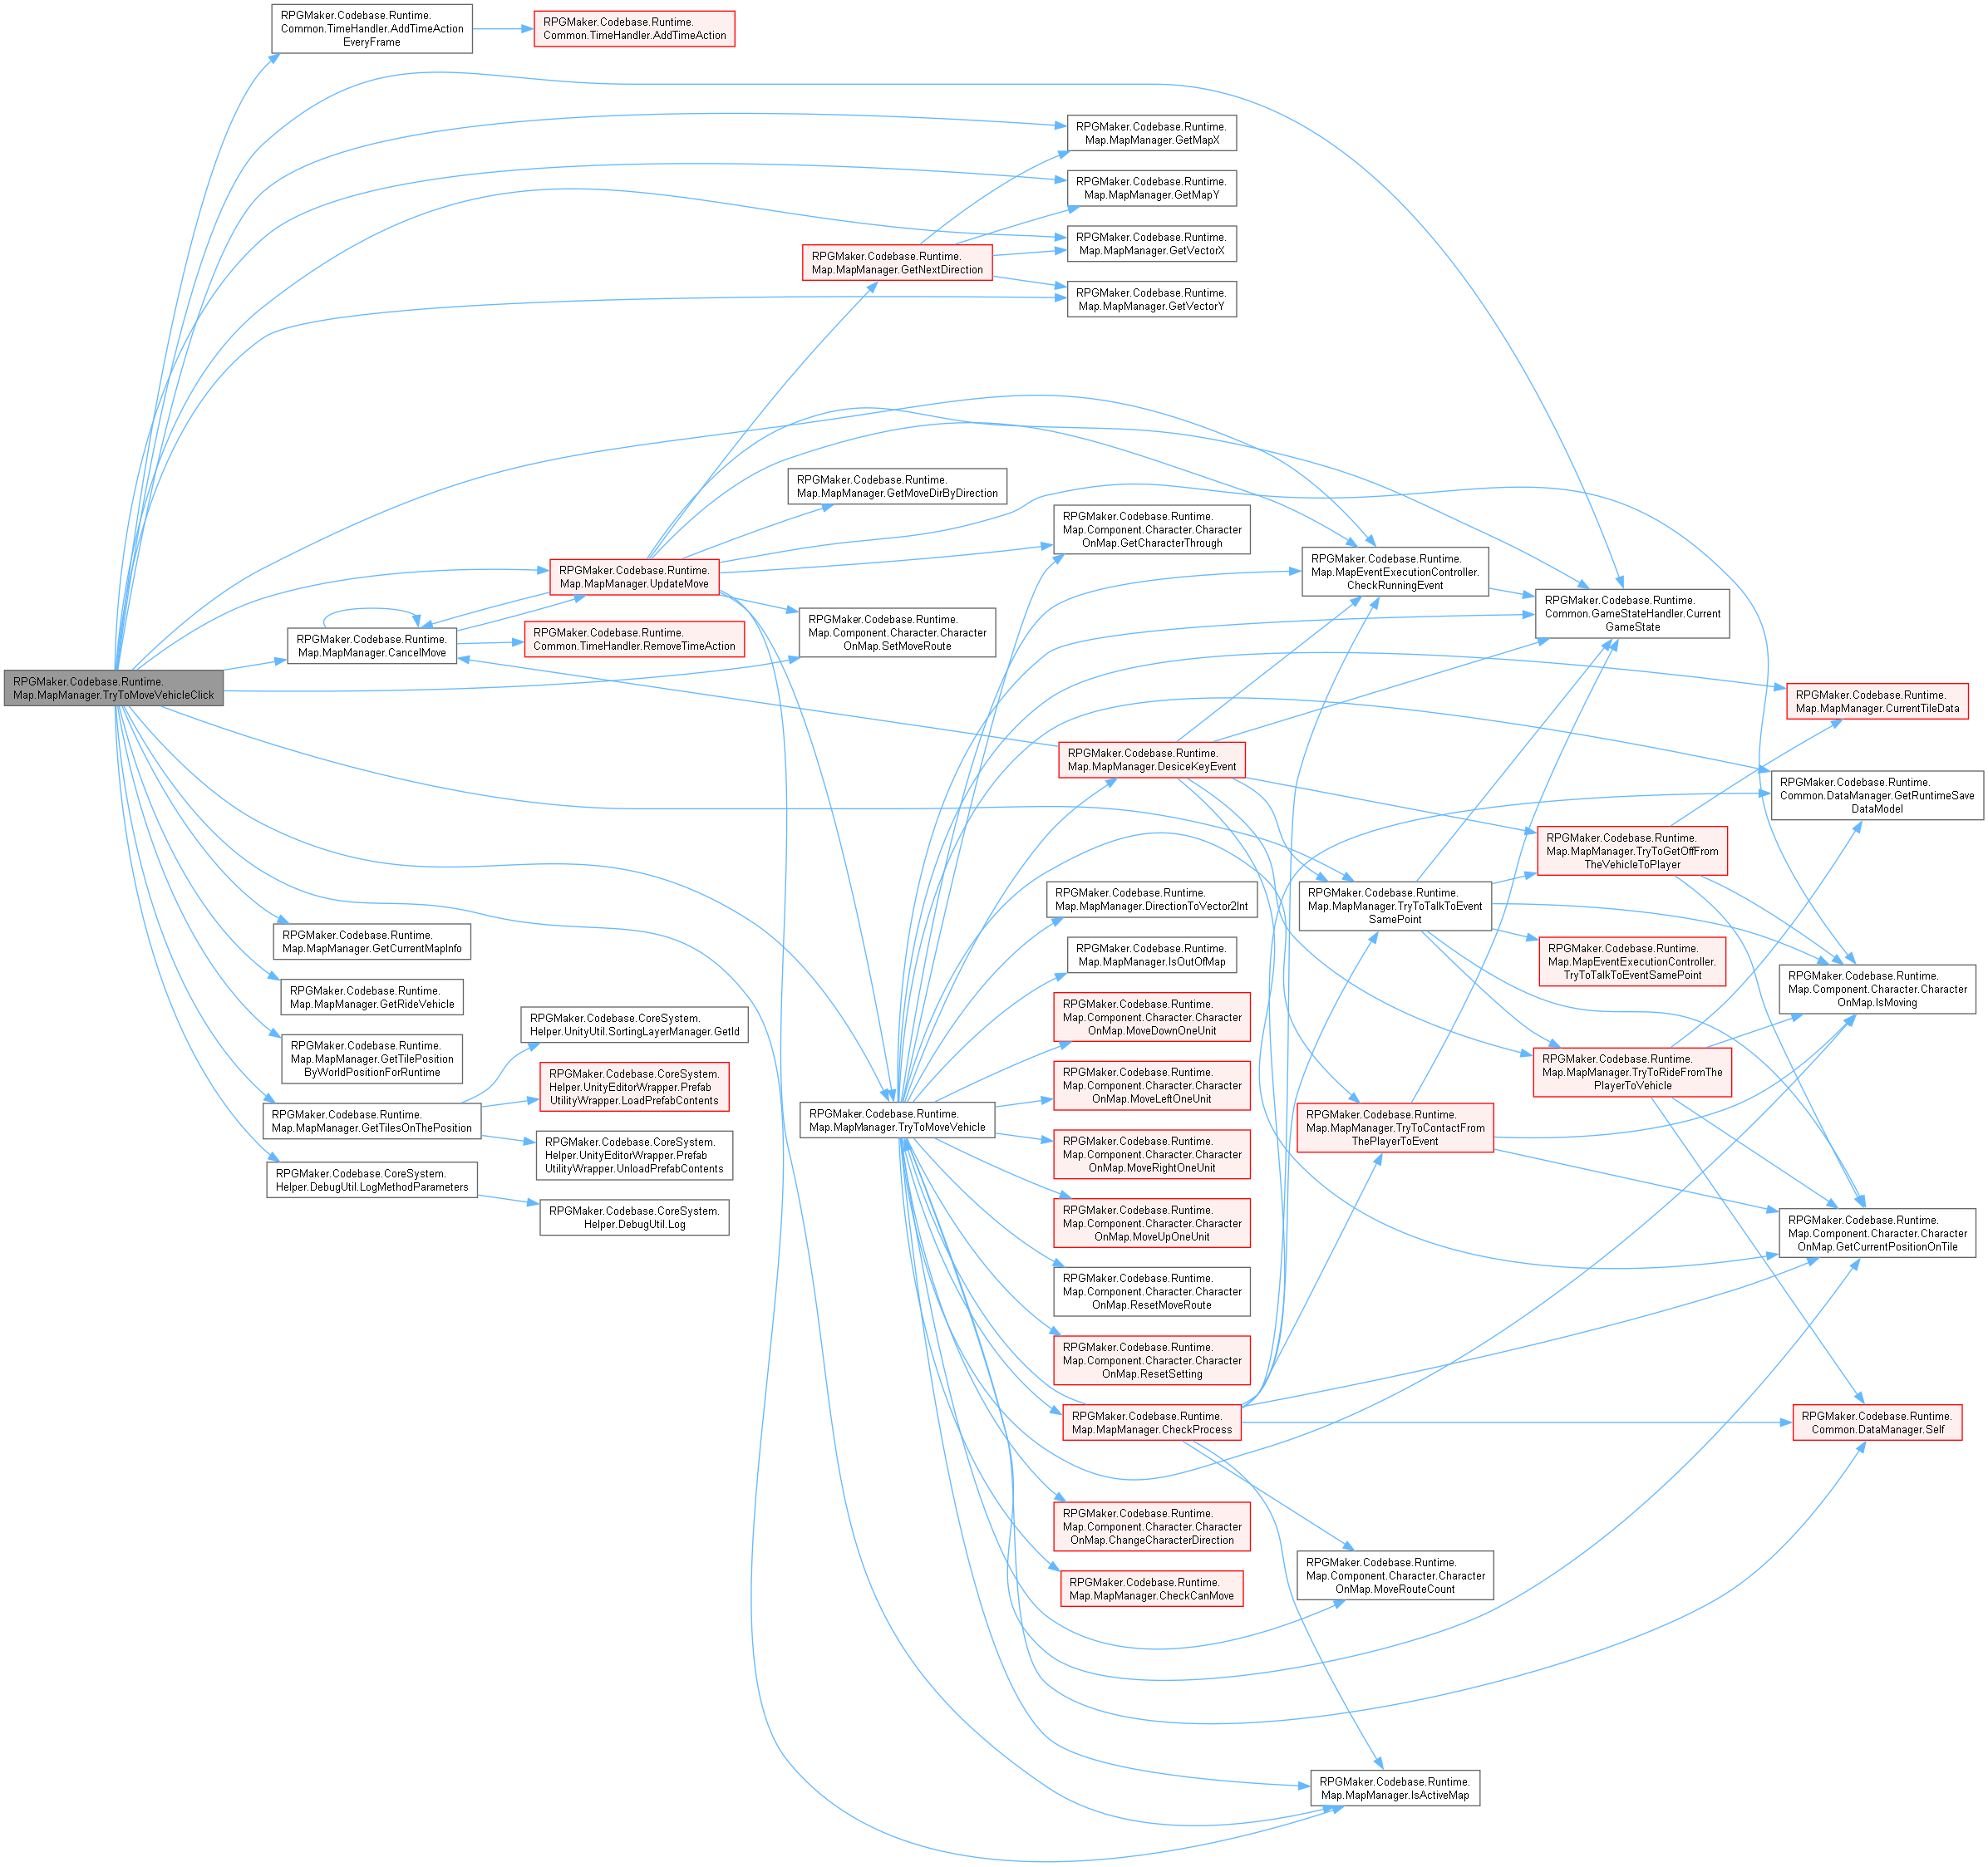 RPGMaker.Codebase.Runtime.
Common.TimeHandler.AddTimeAction
EveryFrame
RPGMaker.Codebase.Runtime.
Common.TimeHandler.AddTimeAction
RPGMaker.Codebase.Runtime.
Map.MapManager.GetMapX
RPGMaker.Codebase.Runtime.
Map.MapManager.GetMapY
RPGMaker.Codebase.Runtime.
Map.MapManager.GetVectorX
RPGMaker.Codebase.Runtime.
Map.MapManager.GetNextDirection
RPGMaker.Codebase.Runtime.
Map.MapManager.GetVectorY
RPGMaker.Codebase.Runtime.
Map.MapManager.GetMoveDirByDirection
RPGMaker.Codebase.Runtime.
Map.Component.Character.Character
OnMap.GetCharacterThrough
RPGMaker.Codebase.Runtime.
Map.MapEventExecutionController.
CheckRunningEvent
RPGMaker.Codebase.Runtime.
Map.MapManager.UpdateMove
RPGMaker.Codebase.Runtime.
Common.GameStateHandler.Current
GameState
RPGMaker.Codebase.Runtime.
Map.MapManager.CancelMove
RPGMaker.Codebase.Runtime.
Common.TimeHandler.RemoveTimeAction
RPGMaker.Codebase.Runtime.
Map.Component.Character.Character
OnMap.SetMoveRoute
RPGMaker.Codebase.Runtime.
Map.MapManager.TryToMoveVehicleClick
RPGMaker.Codebase.Runtime.
Map.MapManager.CurrentTileData
RPGMaker.Codebase.Runtime.
Map.MapManager.DesiceKeyEvent
RPGMaker.Codebase.Runtime.
Common.DataManager.GetRuntimeSave
DataModel
RPGMaker.Codebase.Runtime.
Map.MapManager.TryToGetOffFrom
TheVehicleToPlayer
RPGMaker.Codebase.Runtime.
Map.MapManager.DirectionToVector2Int
RPGMaker.Codebase.Runtime.
Map.MapManager.TryToTalkToEvent
SamePoint
RPGMaker.Codebase.Runtime.
Map.MapManager.GetCurrentMapInfo
RPGMaker.Codebase.Runtime.
Map.MapManager.IsOutOfMap
RPGMaker.Codebase.Runtime.
Map.MapEventExecutionController.
TryToTalkToEventSamePoint
RPGMaker.Codebase.Runtime.
Map.Component.Character.Character
OnMap.IsMoving
RPGMaker.Codebase.Runtime.
Map.MapManager.GetRideVehicle
RPGMaker.Codebase.CoreSystem.
Helper.UnityUtil.SortingLayerManager.GetId
RPGMaker.Codebase.Runtime.
Map.Component.Character.Character
OnMap.MoveDownOneUnit
RPGMaker.Codebase.Runtime.
Map.MapManager.GetTilePosition
ByWorldPositionForRuntime
RPGMaker.Codebase.CoreSystem.
Helper.UnityEditorWrapper.Prefab
UtilityWrapper.LoadPrefabContents
RPGMaker.Codebase.Runtime.
Map.Component.Character.Character
OnMap.MoveLeftOneUnit
RPGMaker.Codebase.Runtime.
Map.MapManager.TryToRideFromThe
PlayerToVehicle
RPGMaker.Codebase.Runtime.
Map.MapManager.GetTilesOnThePosition
RPGMaker.Codebase.Runtime.
Map.MapManager.TryToMoveVehicle
RPGMaker.Codebase.Runtime.
Map.MapManager.TryToContactFrom
ThePlayerToEvent
RPGMaker.Codebase.CoreSystem.
Helper.UnityEditorWrapper.Prefab
UtilityWrapper.UnloadPrefabContents
RPGMaker.Codebase.Runtime.
Map.Component.Character.Character
OnMap.MoveRightOneUnit
RPGMaker.Codebase.CoreSystem.
Helper.DebugUtil.LogMethodParameters
RPGMaker.Codebase.CoreSystem.
Helper.DebugUtil.Log
RPGMaker.Codebase.Runtime.
Map.Component.Character.Character
OnMap.MoveUpOneUnit
RPGMaker.Codebase.Runtime.
Map.Component.Character.Character
OnMap.GetCurrentPositionOnTile
RPGMaker.Codebase.Runtime.
Map.Component.Character.Character
OnMap.ResetMoveRoute
RPGMaker.Codebase.Runtime.
Map.Component.Character.Character
OnMap.ResetSetting
RPGMaker.Codebase.Runtime.
Map.MapManager.CheckProcess
RPGMaker.Codebase.Runtime.
Common.DataManager.Self
RPGMaker.Codebase.Runtime.
Map.Component.Character.Character
OnMap.ChangeCharacterDirection
RPGMaker.Codebase.Runtime.
Map.Component.Character.Character
OnMap.MoveRouteCount
RPGMaker.Codebase.Runtime.
Map.MapManager.CheckCanMove
RPGMaker.Codebase.Runtime.
Map.MapManager.IsActiveMap